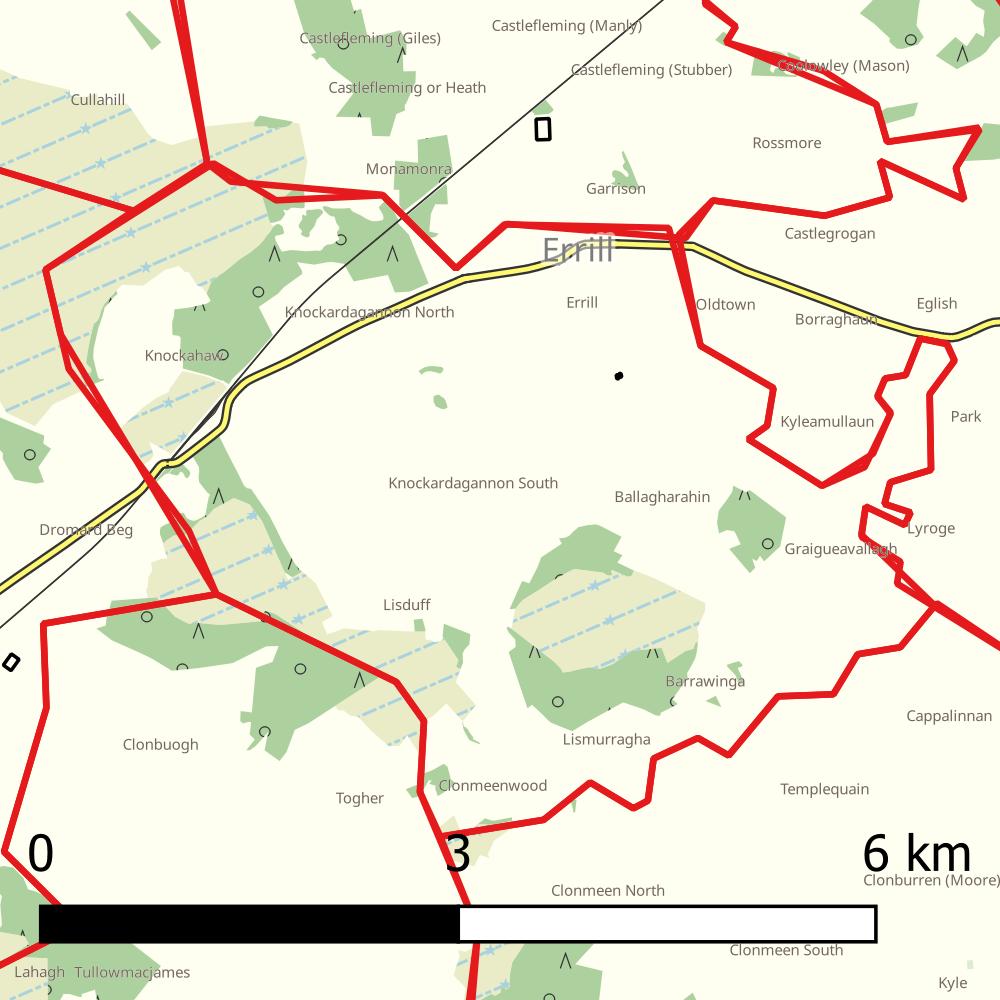 Castlefleming (Manly)
Castlefleming (Giles)
Coolowley (Mason)
Castlefleming (Stubber)
Castlefleming or Heath
Cullahill
Rossmore
Monamonra
Garrison
Castlegrogan
Errill
Errill
Oldtown
Eglish
Knockardagannon North
Borraghaun
Knockahaw
Park
Kyleamullaun
Knockardagannon South
Ballagharahin
Dromard Beg
Lyroge
Graigueavallagh
Lisduff
Barrawinga
Cappalinnan
Clonbuogh
Lismurragha
Clonmeenwood
Templequain
Togher
0 3 6 km
Clonburren (Moore)
Clonmeen North
Clonmeen South
Lahagh
Tullowmacjames
Kyle